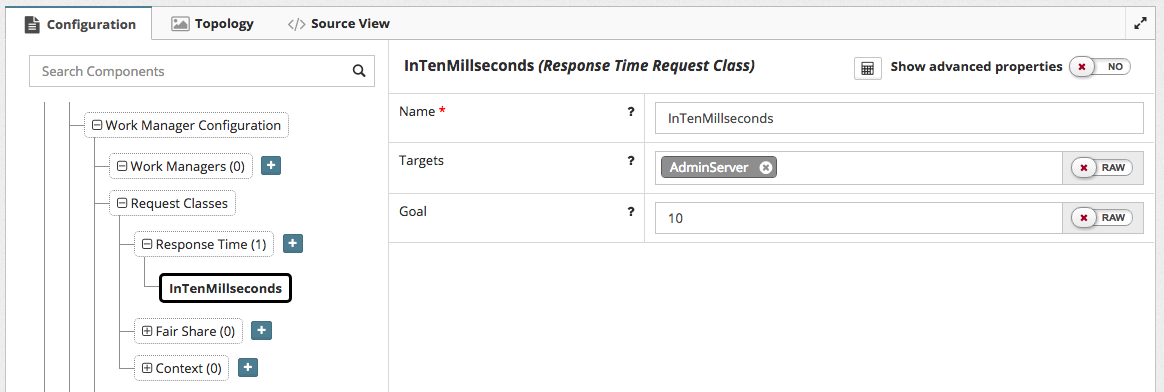 Configuration Topology </> Source View
Search Components
Work Manager Configuration
Work Managers (0) +
Request Classes
Response Time (1) +
InTenMillseconds
Fair Share (0) +
Context (0) +
InTenMillseconds (Response Time Request Class) Show advanced properties NO
Name * ? InTenMillseconds
Targets ? AdminServer RAW
Goal ? 10 RAW